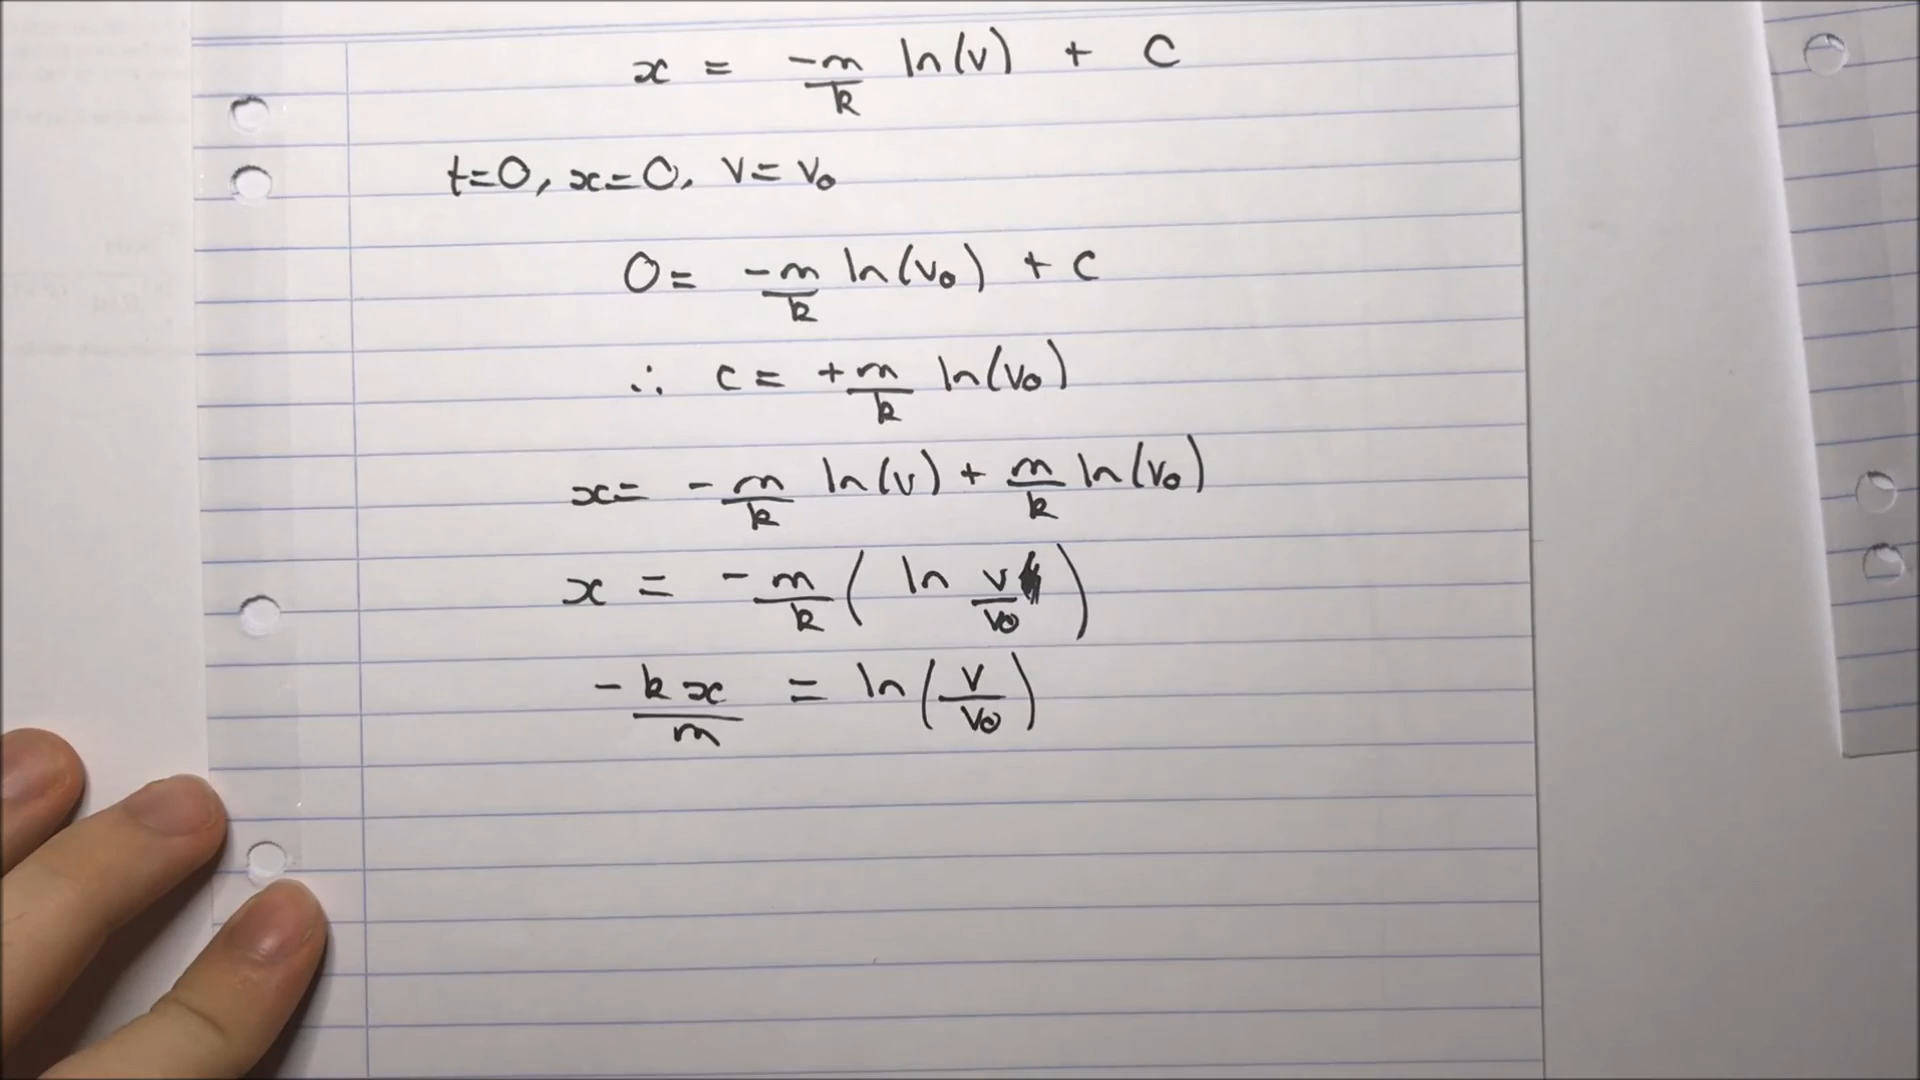 x = -m/k ln(v) + C
t=0, x=0, v=v₀
0= -m/k ln(v₀) + c
∴ c = +m/k ln(v₀)
x= -m/k ln(v) + m/k ln(v₀)
x = -m/k ( ln v/v₀ )
-kx/m = ln(v/v₀)